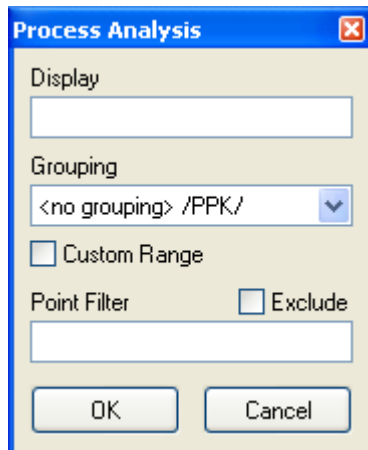 Process Analysis
Display
Grouping
<no grouping> /PPK/
Custom Range
Point Filter Exclude
OK Cancel